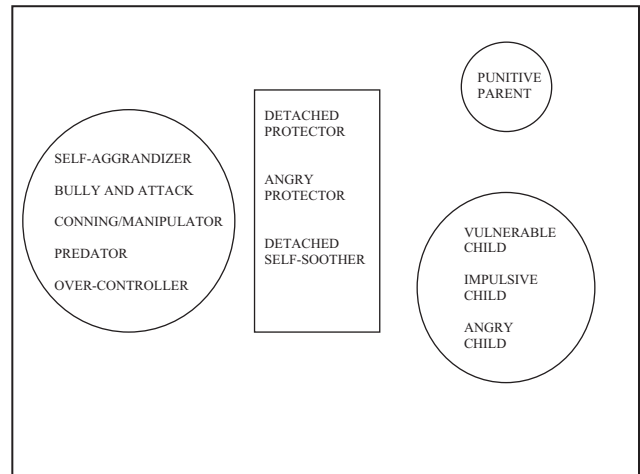 SELF-AGGRANDIZER
BULLY AND ATTACK
CONNING/MANIPULATOR
PREDATOR
OVER-CONTROLLER
DETACHED
PROTECTOR
ANGRY
PROTECTOR
DETACHED
SELF-SOOTHER
PUNITIVE
PARENT
VULNERABLE
CHILD
IMPULSIVE
CHILD
ANGRY
CHILD